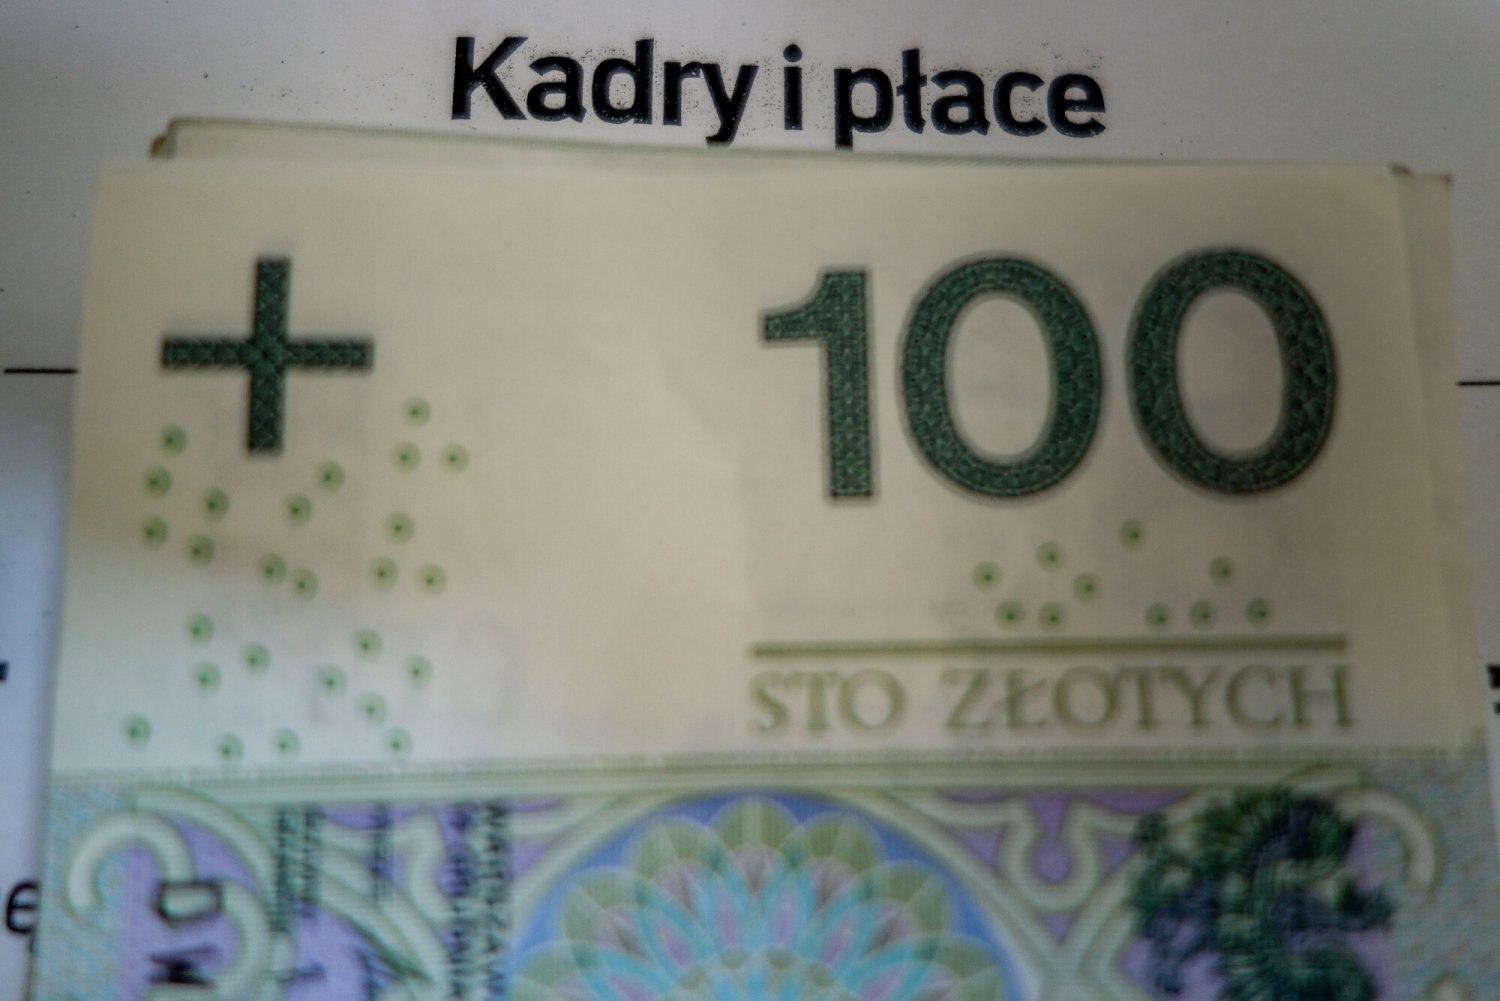 Kadry i płace
+ 100
STO ZŁOTYCH
e